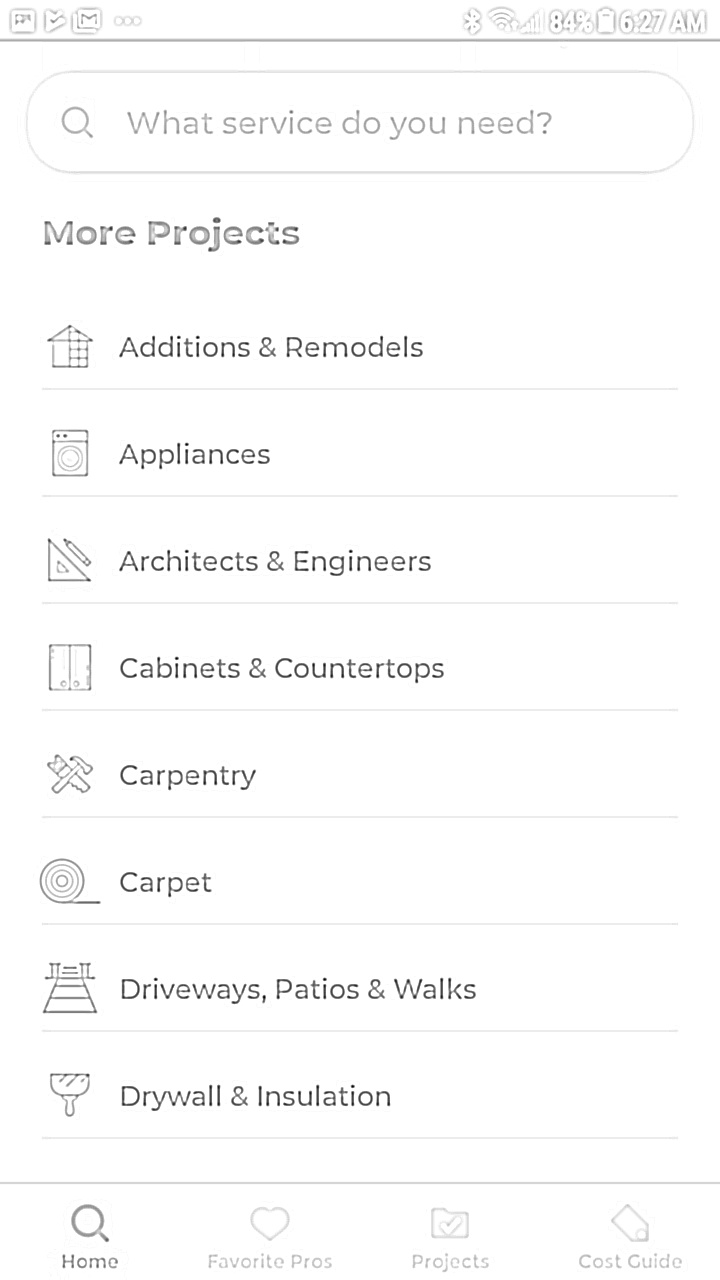 84% 6:27 AM
What service do you need?
More Projects
Additions & Remodels
Appliances
Architects & Engineers
Cabinets & Countertops
Carpentry
Carpet
Driveways, Patios & Walks
Drywall & Insulation
Home Favorite Pros Projects Cost Guide